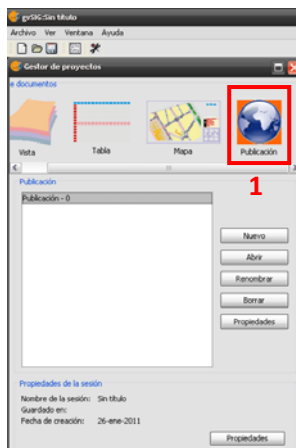 gvSIG:Sin título
Archivo Ver Ventana Ayuda
Gestor de proyectos
e documentos
Vista Tabla Mapa Publicación
1
Publicación
Publicación - 0
Nuevo
Abrir
Renombrar
Borrar
Propiedades
Propiedades de la sesión
Nombre de la sesión: Sin título
Guardado en:
Fecha de creación: 26-ene-2011
Propiedades